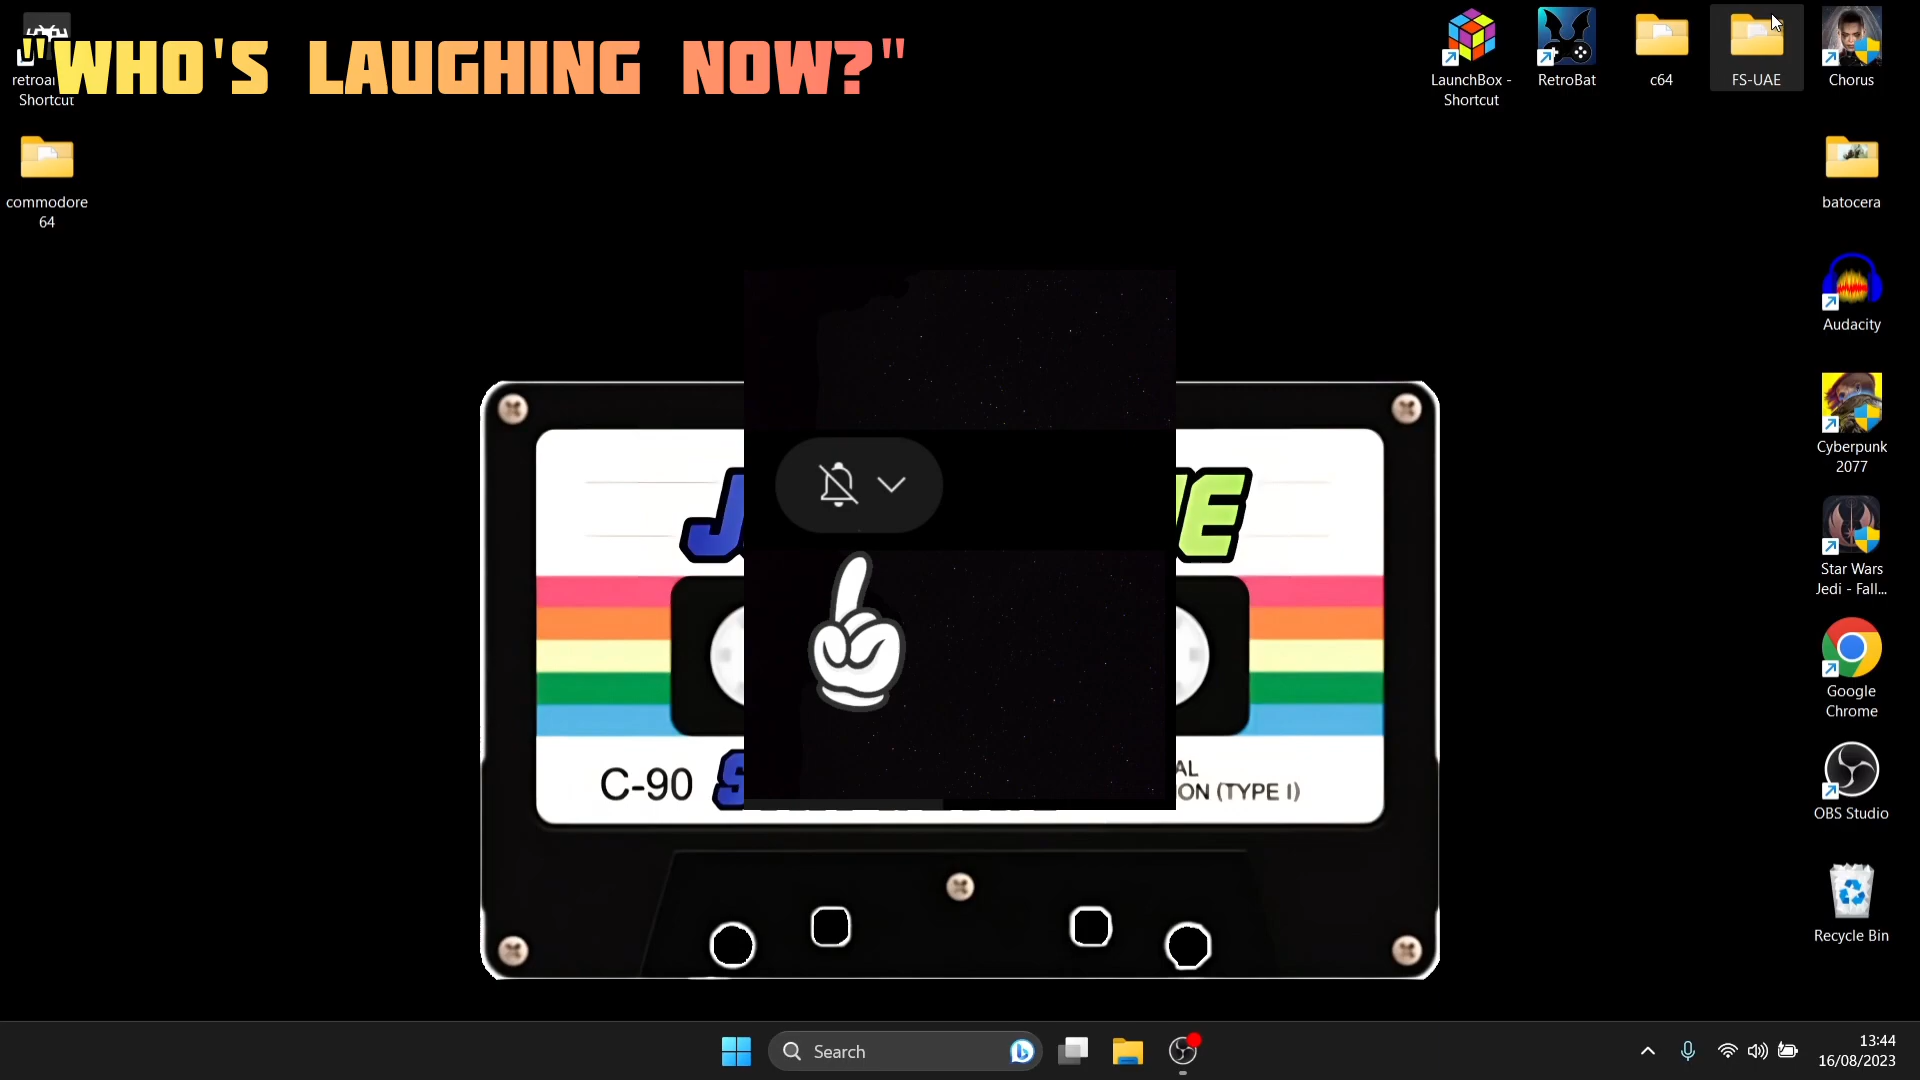 "WHO'S LAUGHING NOW?"
Shortcut
commodore
64
LaunchBox -
Shortcut
RetroBat
c64
FS-UAE
Chorus
batocera
Audacity
Cyberpunk
2077
Star Wars
Jedi - Fall...
Google
Chrome
OBS Studio
Recycle Bin
C-90
ON (TYPE I)
Search
13:44
16/08/2023